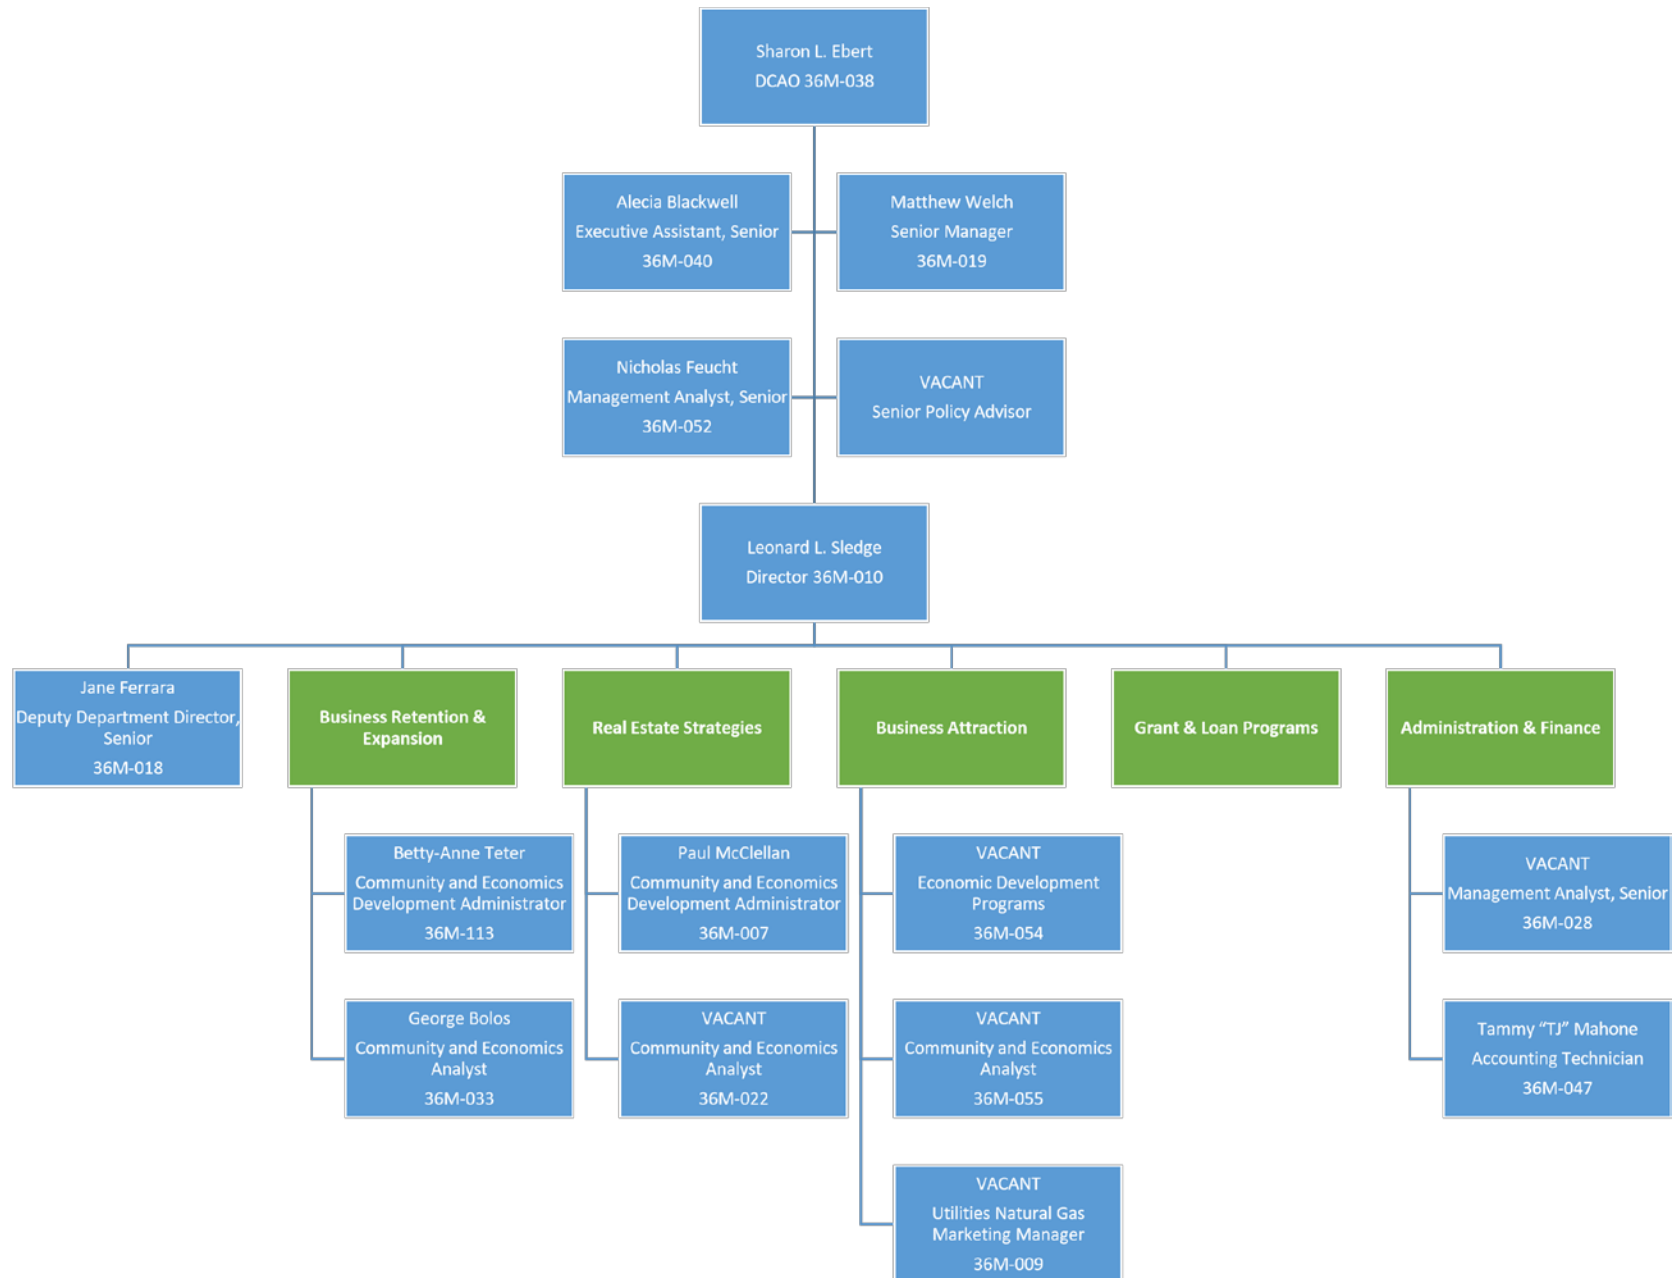 Sharon L. Ebert
DCAO 36M-038
Alecia Blackwell
Executive Assistant, Senior
36M-040
Matthew Welch
Senior Manager
36M-019
Nicholas Feucht
Management Analyst, Senior
36M-052
VACANT
Senior Policy Advisor
Leonard L. Sledge
Director 36M-010
Jane Ferrara
Deputy Department Director,
Senior
36M-018
Business Retention &
Expansion
Real Estate Strategies
Business Attraction
Grant & Loan Programs
Administration & Finance
Betty-Anne Teter
Community and Economics
Development Administrator
36M-113
Paul McClellan
Community and Economics
Development Administrator
36M-007
VACANT
Economic Development
Programs
36M-054
VACANT
Management Analyst, Senior
36M-028
George Bolos
Community and Economics
Analyst
36M-033
VACANT
Community and Economics
Analyst
36M-022
VACANT
Community and Economics
Analyst
36M-055
Tammy “TJ” Mahone
Accounting Technician
36M-047
VACANT
Utilities Natural Gas
Marketing Manager
36M-009